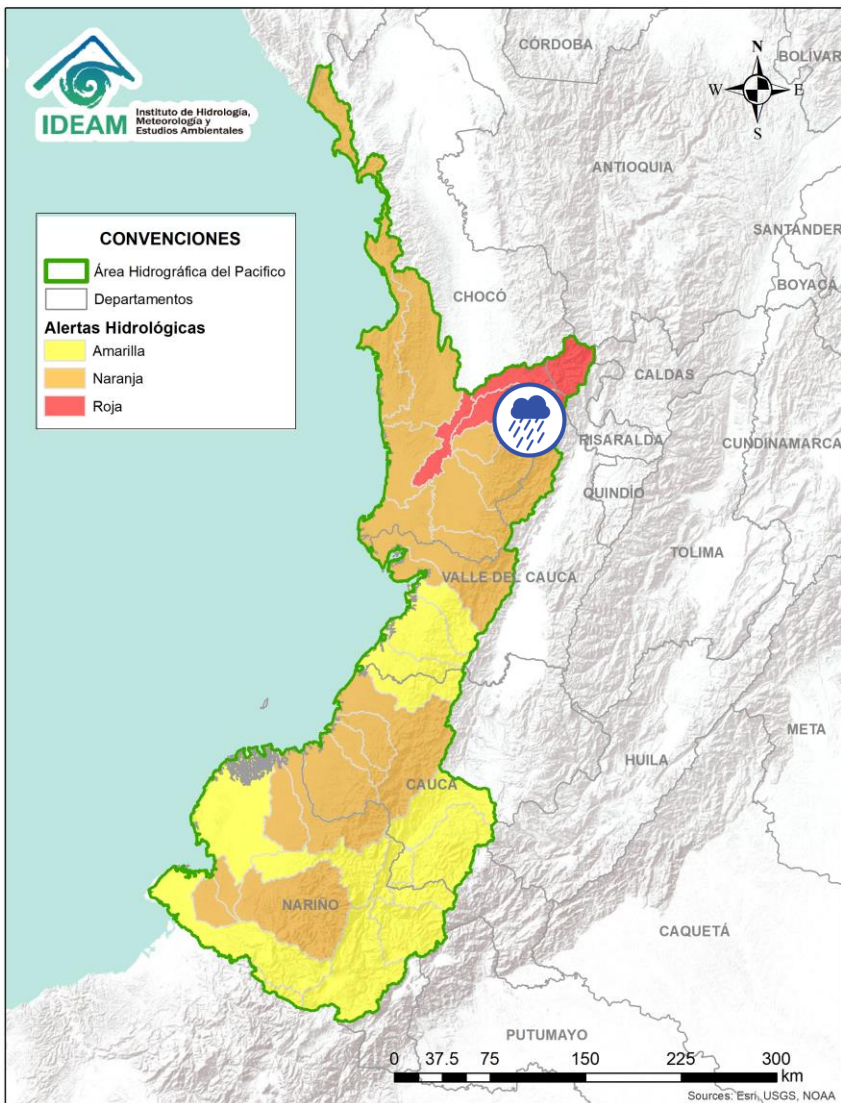 IDEAM
Instituto de Hidrología,
Meteorología y
Estudios Ambientales
CÓRDOBA
BOLÍVAR
N
W
E
S
ANTIOQUIA
SANTANDER
BOYACÁ
CONVENCIONES
Área Hidrográfica del Pacifico
Departamentos
Alertas Hidrológicas
Amarilla
Naranja
Roja
CHOCÓ
CALDAS
RISARALDA
CUNDINAMARCA
QUINDÍO
TOLIMA
VALLE DEL CAUCA
META
HUILA
CAUCA
NARIÑO
CAQUETÁ
PUTUMAYO
0 37.5 75 150 225 300
km
Sources: Esri, USGS, NOAA